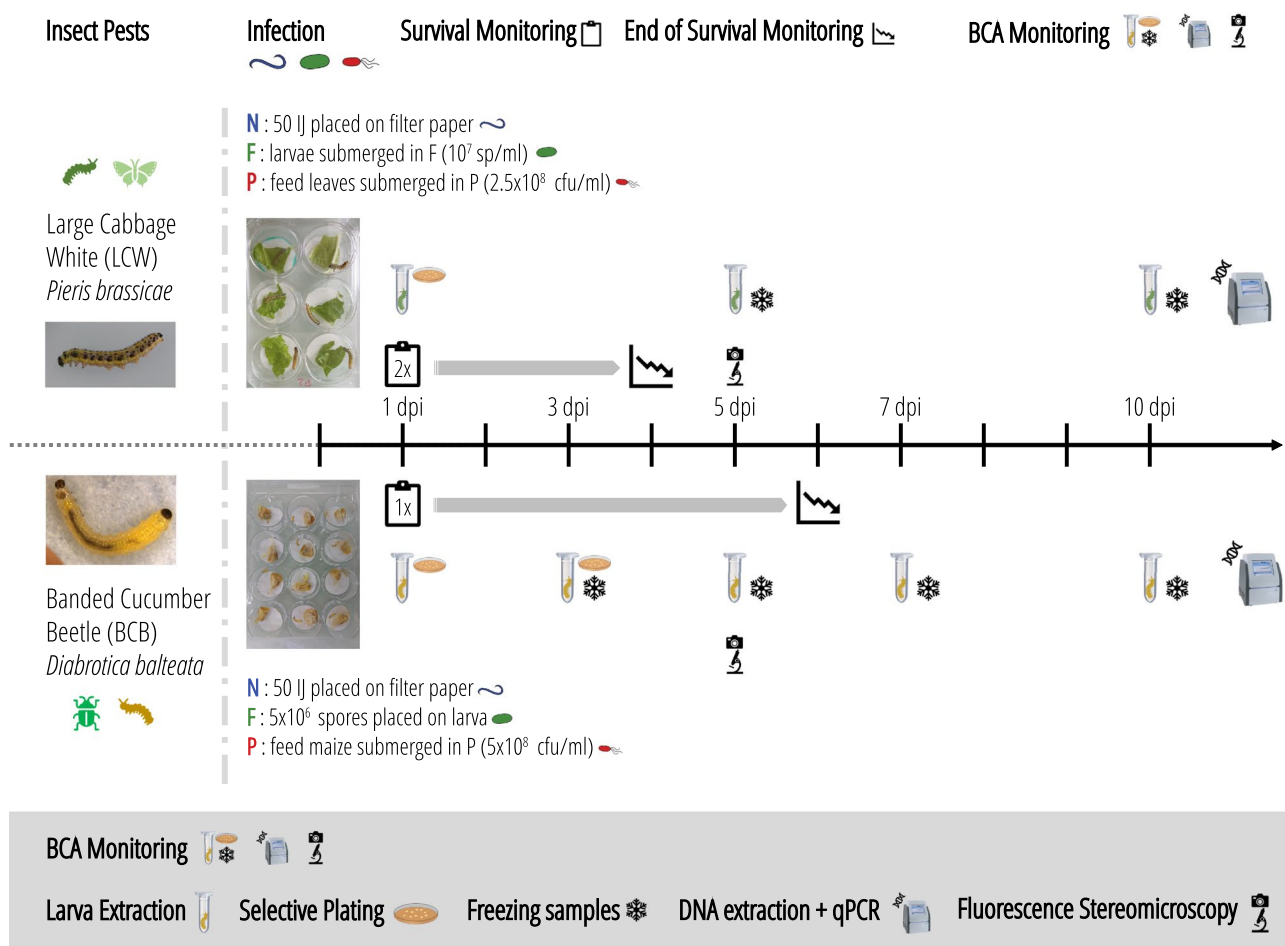 Insect Pests
Infection
Survival Monitoring
End of Survival Monitoring
BCA Monitoring
N : 50 IJ placed on filter paper
F : larvae submerged in F (10⁷ sp/ml)
P : feed leaves submerged in P (2.5x10⁸ cfu/ml)
Large Cabbage
White (LCW)
Pieris brassicae
2x
1 dpi
3 dpi
5 dpi
7 dpi
10 dpi
1x
Banded Cucumber
Beetle (BCB)
Diabrotica balteata
N : 50 IJ placed on filter paper
F : 5x10⁶ spores placed on larva
P : feed maize submerged in P (5x10⁸ cfu/ml)
BCA Monitoring
Larva Extraction
Selective Plating
Freezing samples
DNA extraction + qPCR
Fluorescence Stereomicroscopy